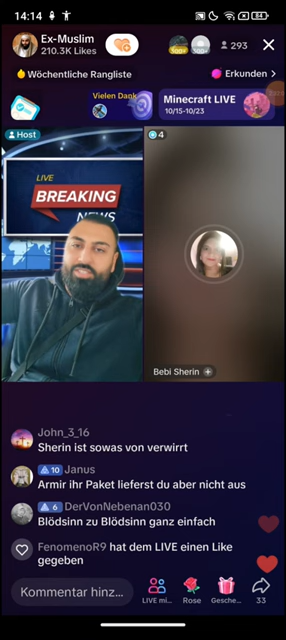 14:14
84
Ex-Muslim
210.3K Likes
300+
300+
293
Wöchentliche Rangliste
Erkunden >
Vielen Dank
Minecraft LIVE
10/15-10/23
Host
4
LIVE
BREAKING
NEWS
Bebi Sherin
John_3_16
Sherin ist sowas von verwirrt
10 Janus
Armir ihr Paket lieferst du aber nicht aus
6 DerVonNebenan030
Blödsinn zu Blödsinn ganz einfach
FenomenoR9 hat dem LIVE einen Like
gegeben
Kommentar hinz...
LIVE mi...
Rose
Gesche...
33